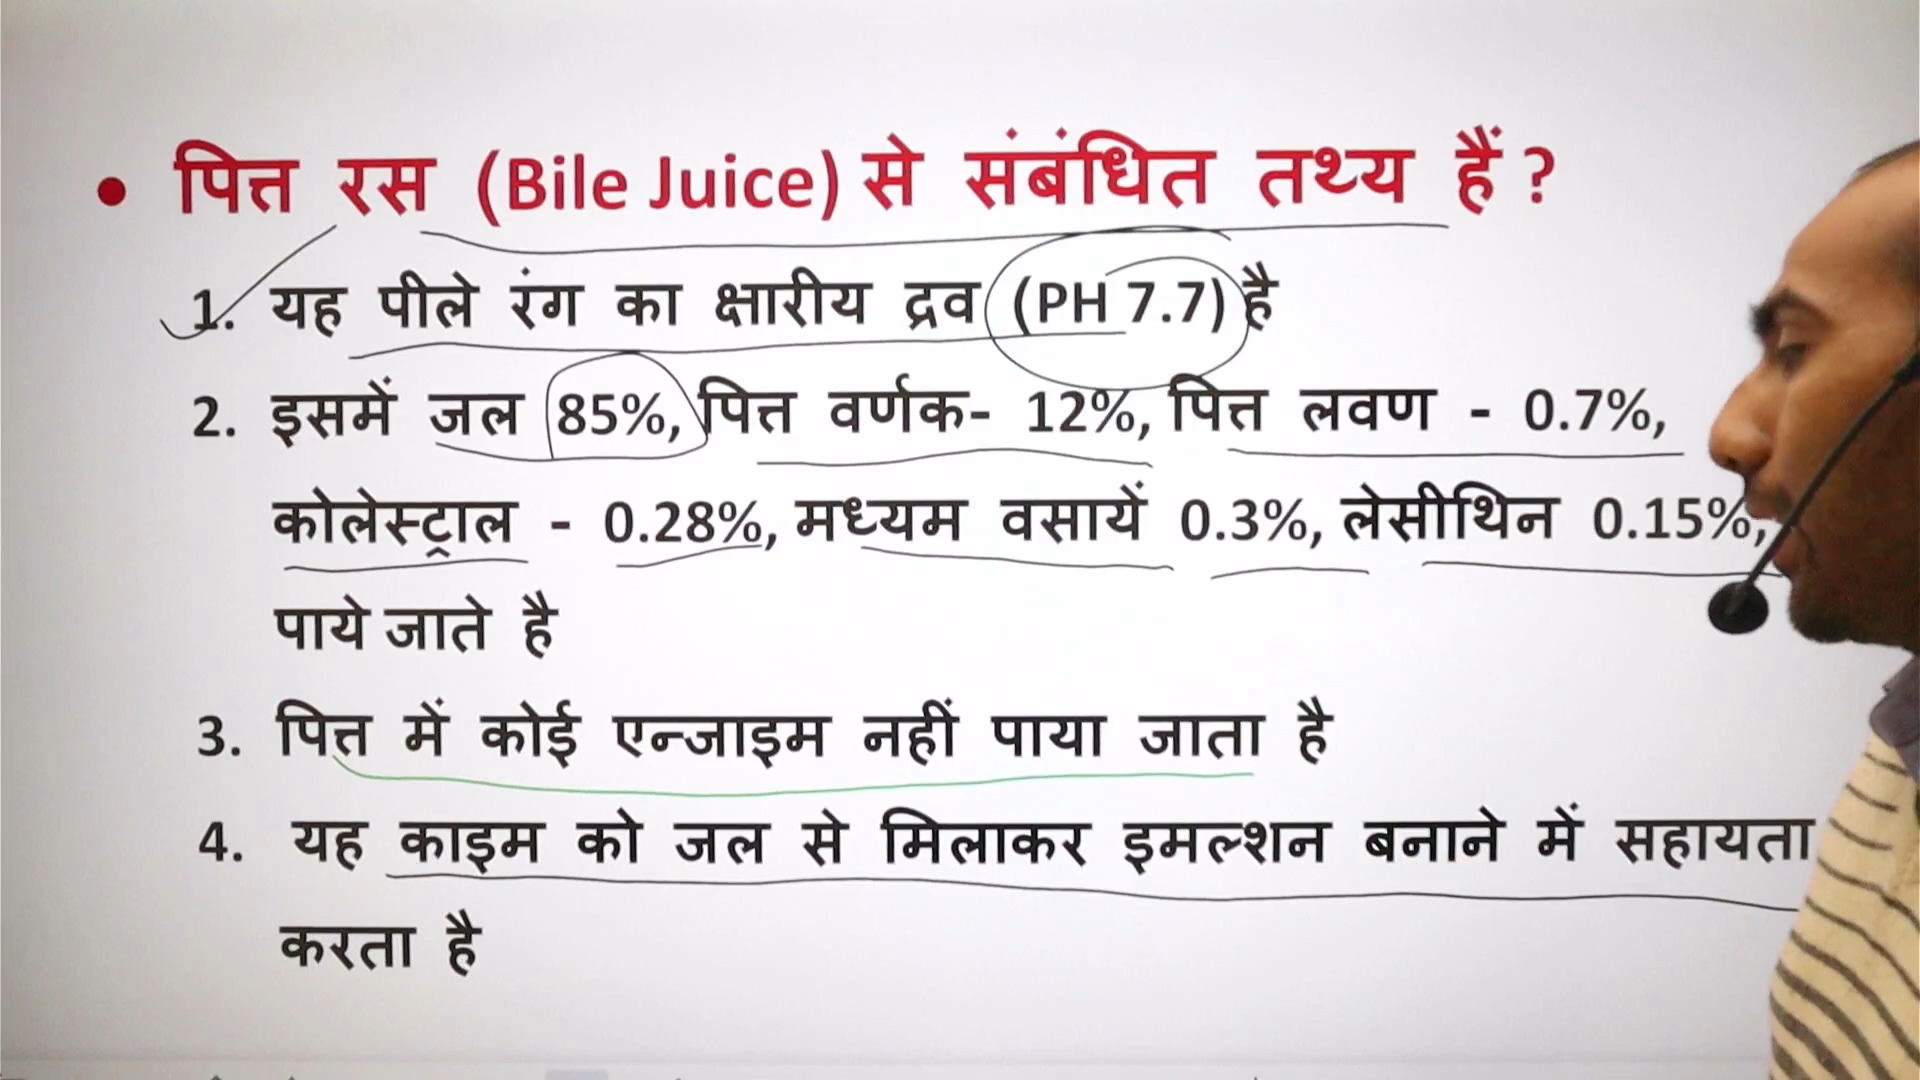 • पित्त रस (Bile Juice) से संबंधित तथ्य हैं ?
1. यह पीले रंग का क्षारीय द्रव (PH 7.7) है
2. इसमें जल 85%, पित्त वर्णक- 12%, पित्त लवण - 0.7%,
कोलेस्ट्राल - 0.28%, मध्यम वसायें 0.3%, लेसीथिन 0.15%,
पाये जाते है
3. पित्त में कोई एन्जाइम नहीं पाया जाता है
4. यह काइम को जल से मिलाकर इमल्शन बनाने में सहायता
करता है